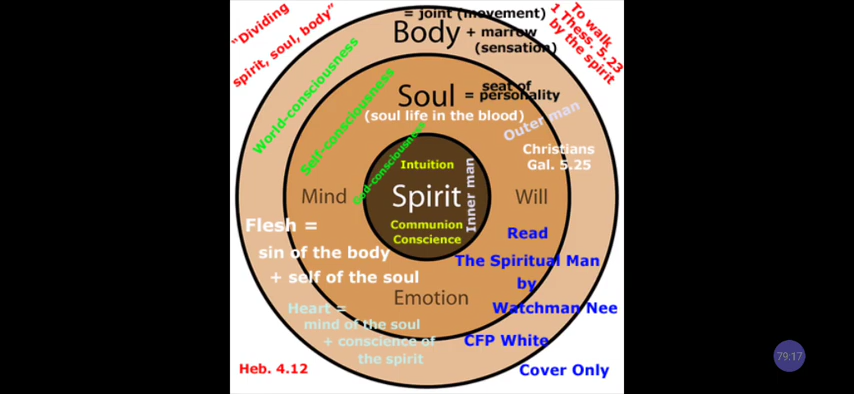 "Dividing
spirit, soul, body"
= joint (movement)
Body + marrow
(sensation)
To walk
1 Thess. 5.23
by the spirit
World-consciousness
Self-consciousness
God-consciousness
Soul = seat of
personality
(soul life in the blood)
Outer man
Christians
Gal. 5.25
Intuition
Mind
Spirit
Inner man
Will
Communion
Conscience
Flesh =
sin of the body
+ self of the soul
Read
The Spiritual Man
by
Watchman Nee
CFP White
Cover Only
Emotion
Heart =
mind of the soul
+ conscience of
the spirit
Heb. 4.12
79:17